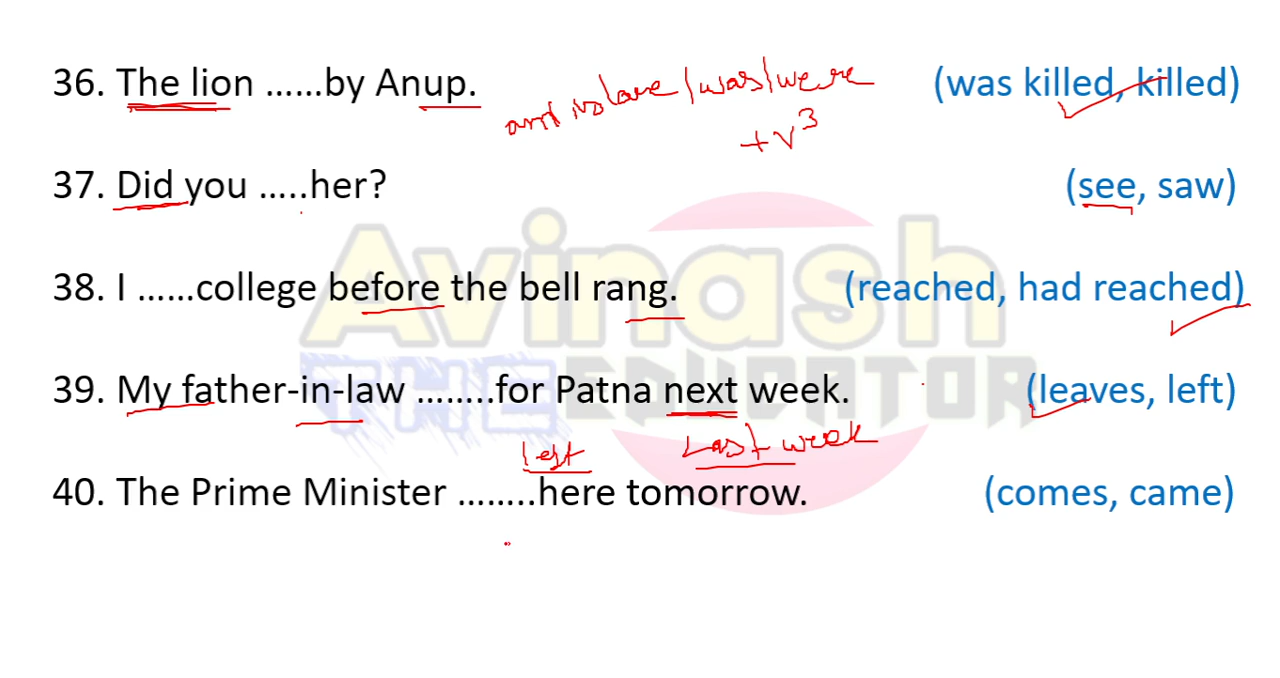 36. The lion ......by Anup. (was killed, killed)
am/ is/are/was/were
+v3
37. Did you .....her? (see, saw)
38. I ......college before the bell rang. (reached, had reached)
39. My father-in-law ........for Patna next week. (leaves, left)
left Last week
40. The Prime Minister ........here tomorrow. (comes, came)
Avinash
THE EDUCATOR